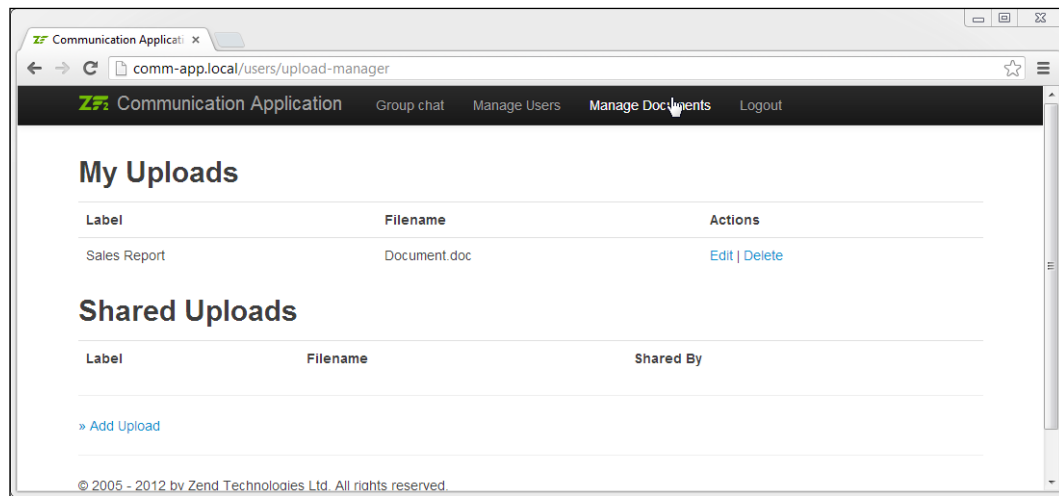 ZF Communication Applicati ×
comm-app.local/users/upload-manager
ZF2 Communication Application Group chat Manage Users Manage Documents Logout
My Uploads
Label Filename Actions
Sales Report Document.doc Edit | Delete
Shared Uploads
Label Filename Shared By
» Add Upload
© 2005 - 2012 by Zend Technologies Ltd. All rights reserved.